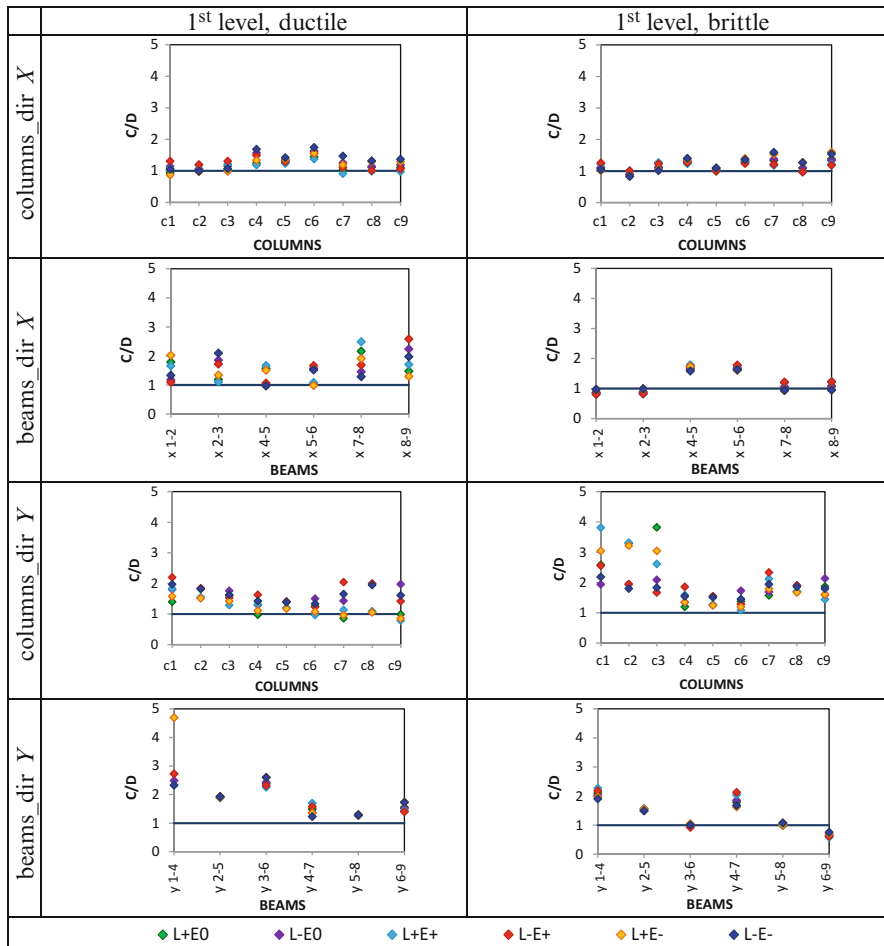 1st level, ductile 1st level, brittle
columns_dir X
C/D
5
4
3
2
1
0
c1 c2 c3 c4 c5 c6 c7 c8 c9
COLUMNS
C/D
5
4
3
2
1
0
c1 c2 c3 c4 c5 c6 c7 c8 c9
COLUMNS
beams_dir X
C/D
5
4
3
2
1
0
x 1-2 x 2-3 x 4-5 x 5-6 x 7-8 x 8-9
BEAMS
C/D
5
4
3
2
1
0
x 1-2 x 2-3 x 4-5 x 5-6 x 7-8 x 8-9
BEAMS
columns_dir Y
C/D
5
4
3
2
1
0
c1 c2 c3 c4 c5 c6 c7 c8 c9
COLUMNS
C/D
5
4
3
2
1
0
c1 c2 c3 c4 c5 c6 c7 c8 c9
COLUMNS
beams_dir Y
C/D
5
4
3
2
1
0
y 1-4 y 2-5 y 3-6 y 4-7 y 5-8 y 6-9
BEAMS
C/D
5
4
3
2
1
0
y 1-4 y 2-5 y 3-6 y 4-7 y 5-8 y 6-9
BEAMS
L+E0 L-E0 L+E+ L-E+ L+E- L-E-